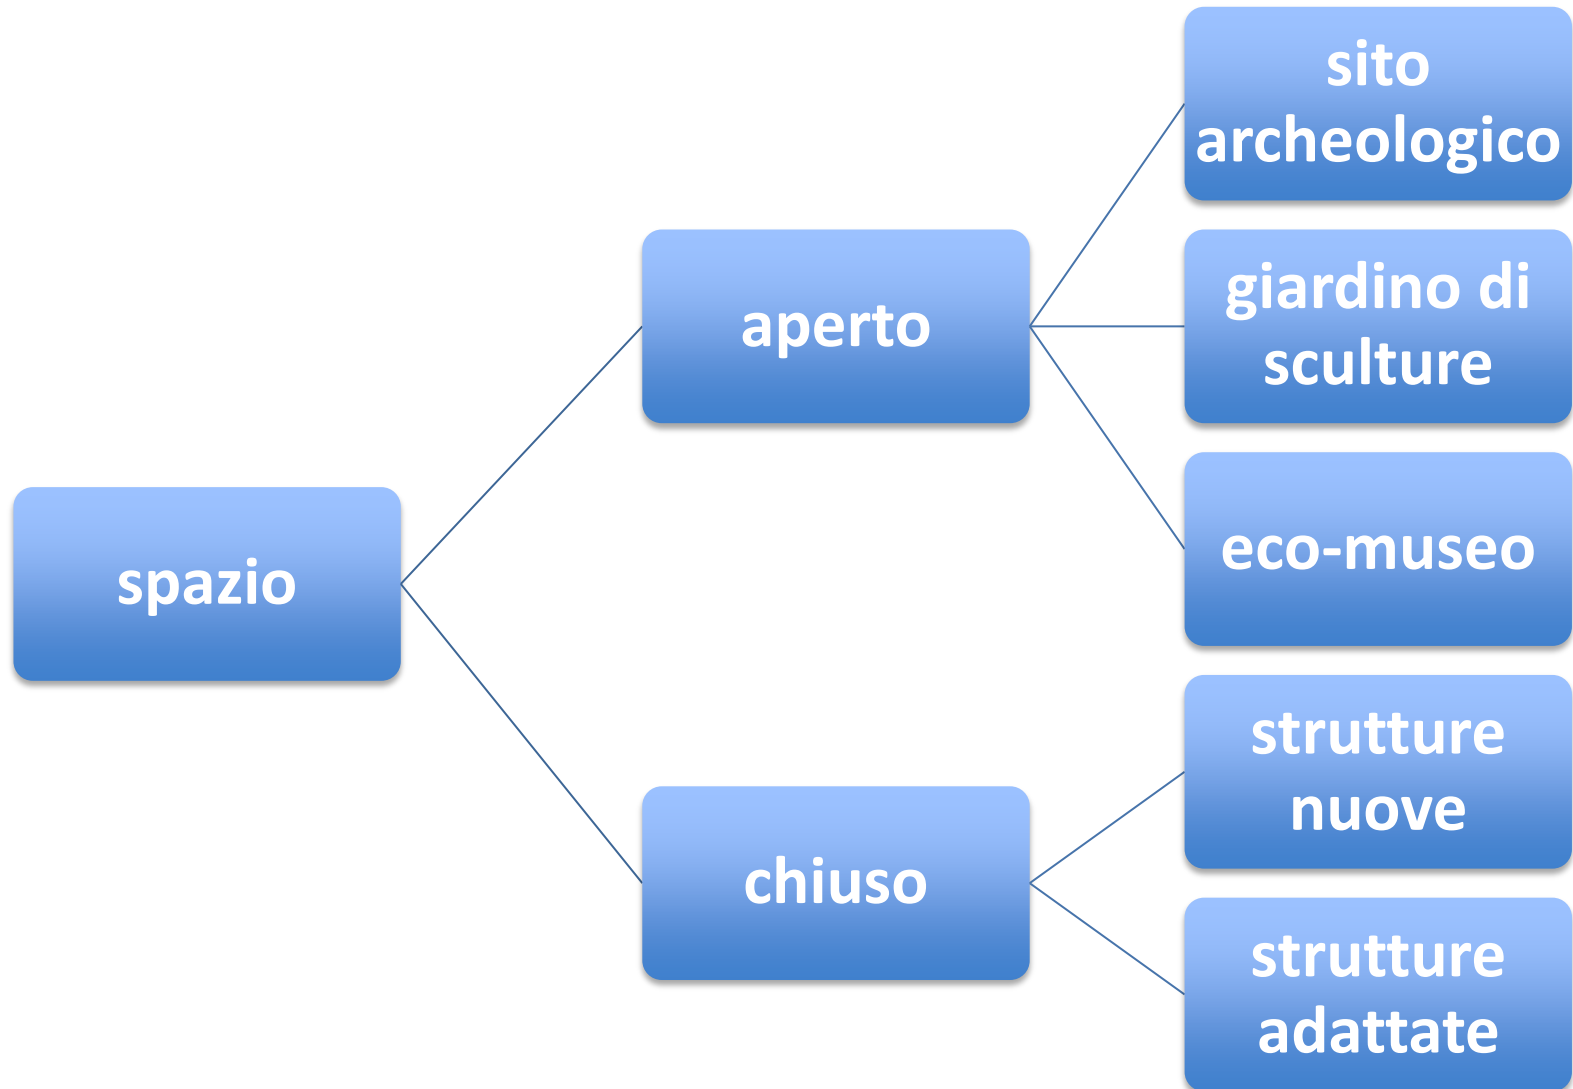 spazio
aperto
sito
archeologico
giardino di
sculture
eco-museo
chiuso
strutture
nuove
strutture
adattate